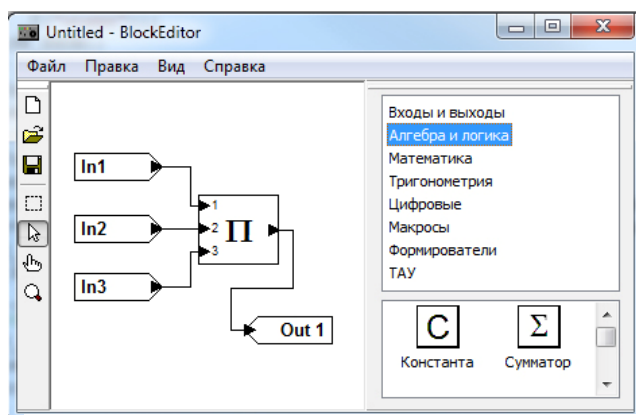 Untitled - BlockEditor
Файл Правка Вид Справка
In1
In2
In3
1
2
3
Π
Out 1
Входы и выходы
Алгебра и логика
Математика
Тригонометрия
Цифровые
Макросы
Формирователи
ТАУ
C Σ
Константа Сумматор